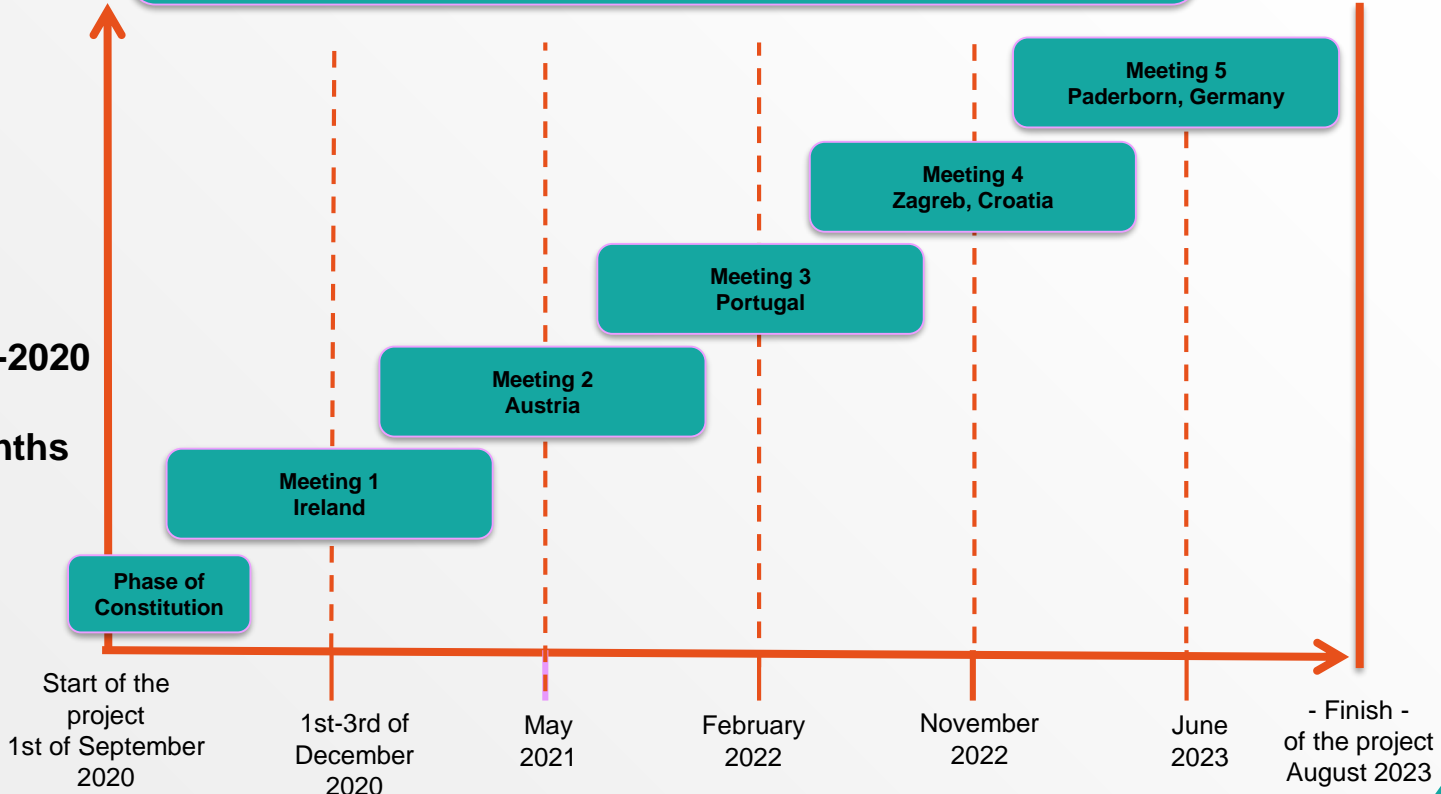 Meeting 5
Paderborn, Germany
Meeting 4
Zagreb, Croatia
Meeting 3
Portugal
-2020
Meeting 2
Austria
nths
Meeting 1
Ireland
Phase of
Constitution
Start of the
project
1st of September
2020
1st-3rd of
December
2020
May
2021
February
2022
November
2022
June
2023
- Finish -
of the project
August 2023